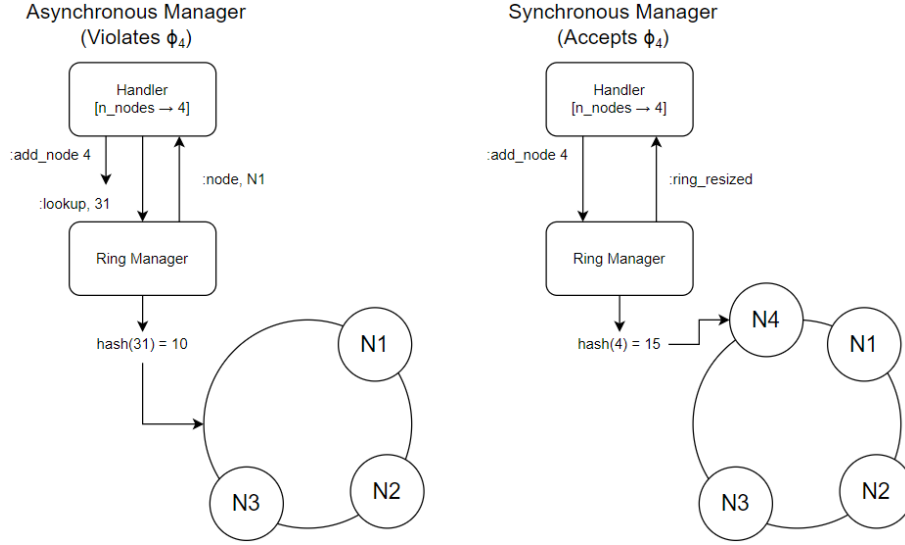 Asynchronous Manager
(Violates ϕ₄)
Handler
[n_nodes → 4]
:add_node 4
:node, N1
:lookup, 31
Ring Manager
hash(31) = 10
N1
N2
N3
Synchronous Manager
(Accepts ϕ₄)
Handler
[n_nodes → 4]
:add_node 4
:ring_resized
Ring Manager
hash(4) = 15
N4
N1
N2
N3